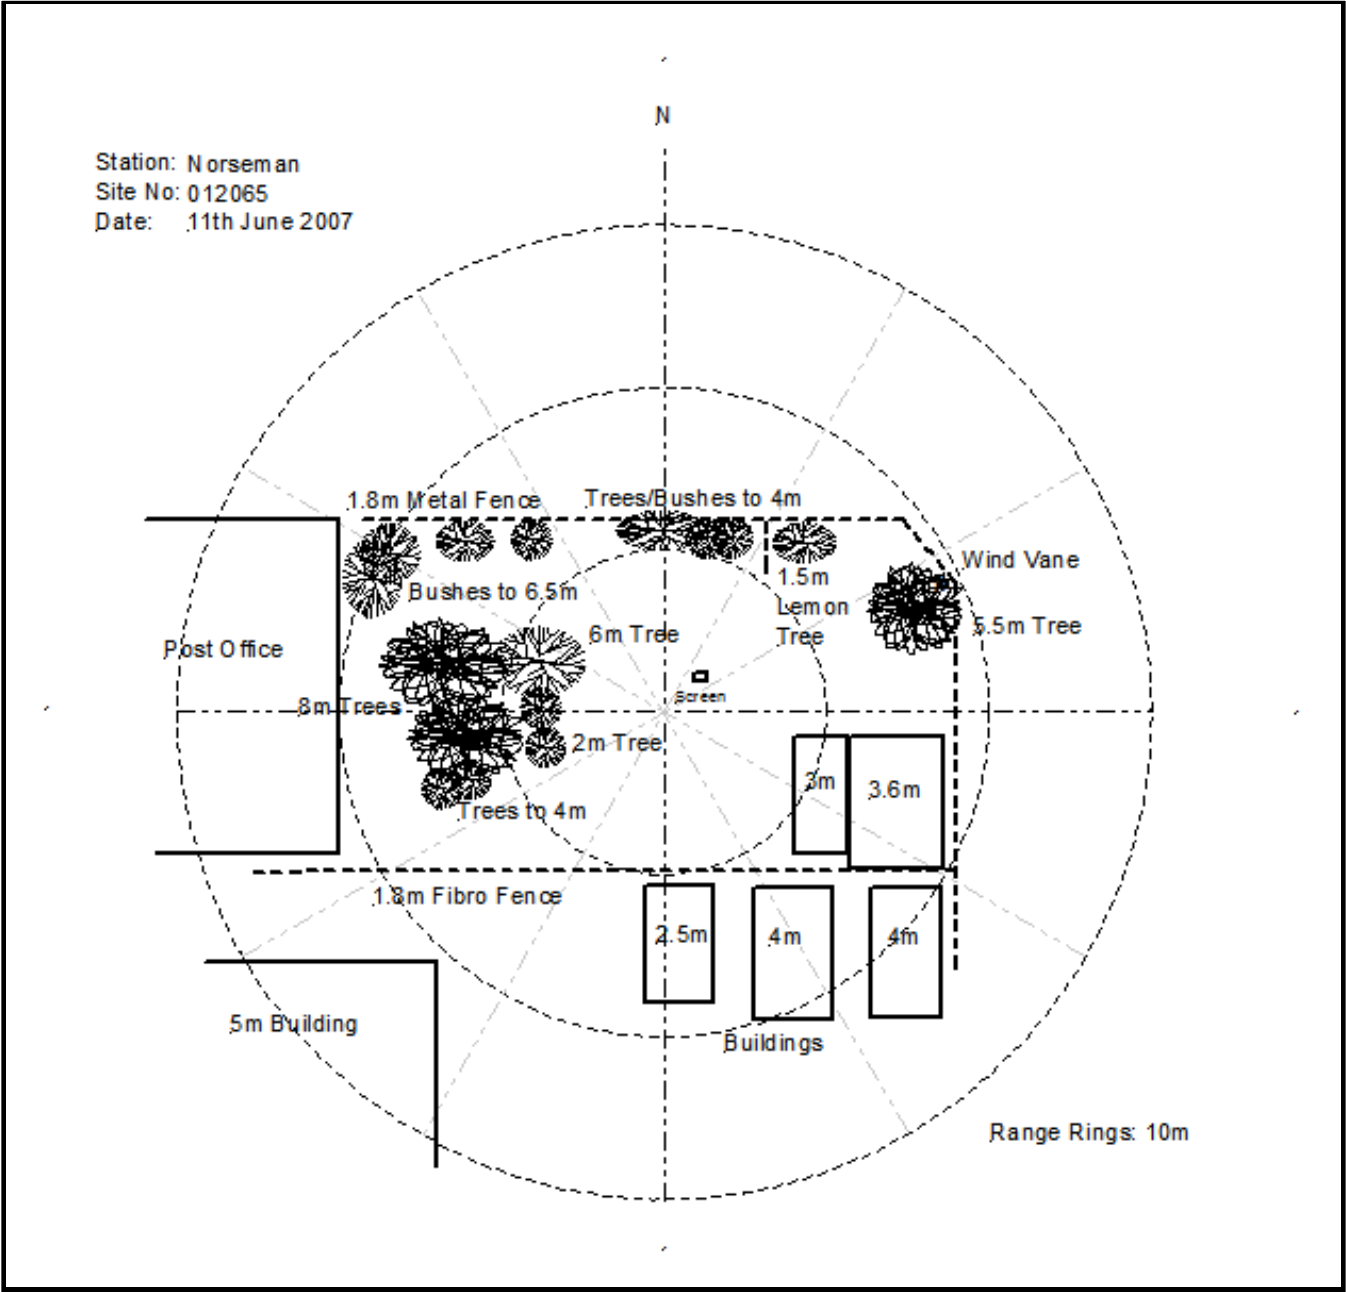 N
Station: Norseman
Site No: 012065
Date: 11th June 2007
1.8m Metal Fence
Trees/Bushes to 4m
Wind Vane
1.5m
Lemon
Tree
Bushes to 6.5m
5.5m Tree
6m Tree
Post Office
Screen
8m Trees
2m Tree
3m
3.6m
Trees to 4m
1.8m Fibro Fence
2.5m
4m
4m
5m Building
Buildings
Range Rings: 10m